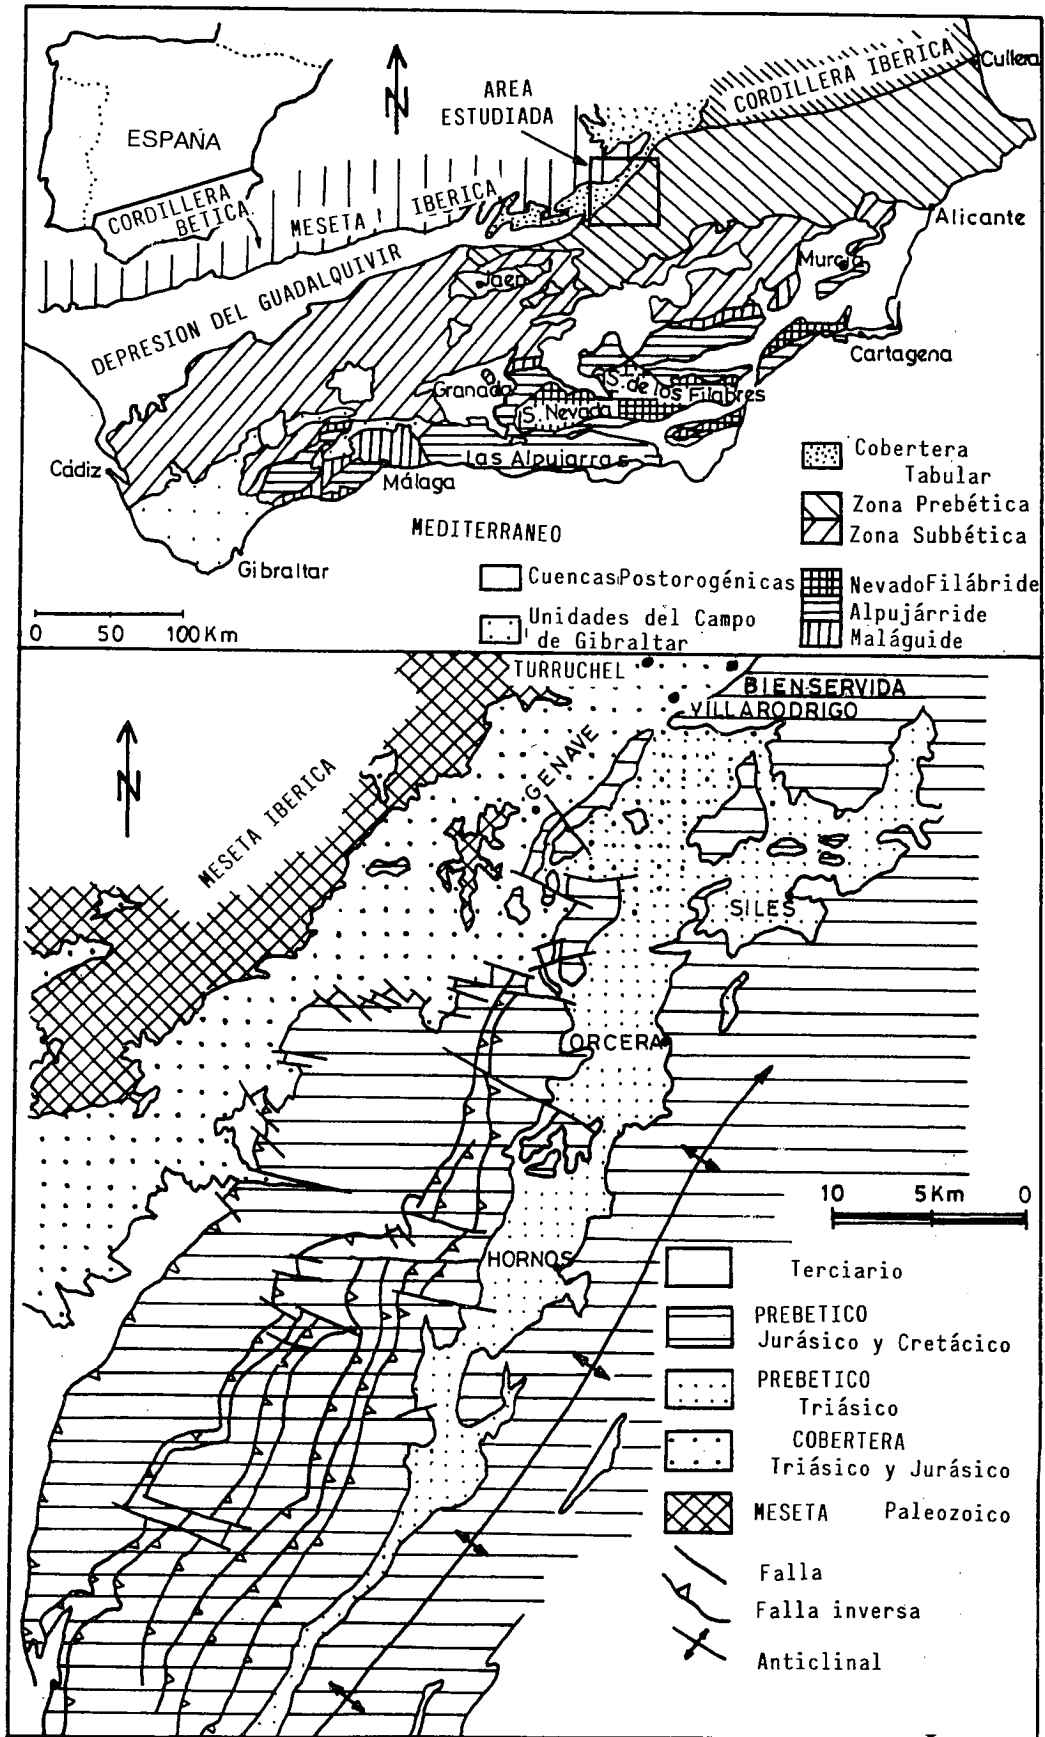 Cullera
CORDILLERA IBERICA
N
AREA
ESTUDIADA
ESPAÑA
CORDILLERA
BETICA
MESETA IBERICA
Alicante
DEPRESION DEL GUADALQUIVIR
Murcia
Jaen
Cartagena
Granada
S. de los Filabres
S. Nevada
Las Alpujarras
Cádiz
Málaga
MEDITERRANEO
Gibraltar
Cobertera
Tabular
Zona Prebética
Zona Subbética
Cuencas Postorogénicas
Nevado Filábride
Unidades del Campo
de Gibraltar
Alpujárride
Maláguide
0 50 100 Km
TURRUCHEL
BIENSERVIDA
VILLARODRIGO
N
MESETA IBERICA
GENAVE
SILES
ORCERA
10 5 Km 0
HORNOS
Terciario
PREBETICO
Jurásico y Cretácico
PREBETICO
Triásico
COBERTERA
Triásico y Jurásico
MESETA Paleozoico
Falla
Falla inversa
Anticlinal